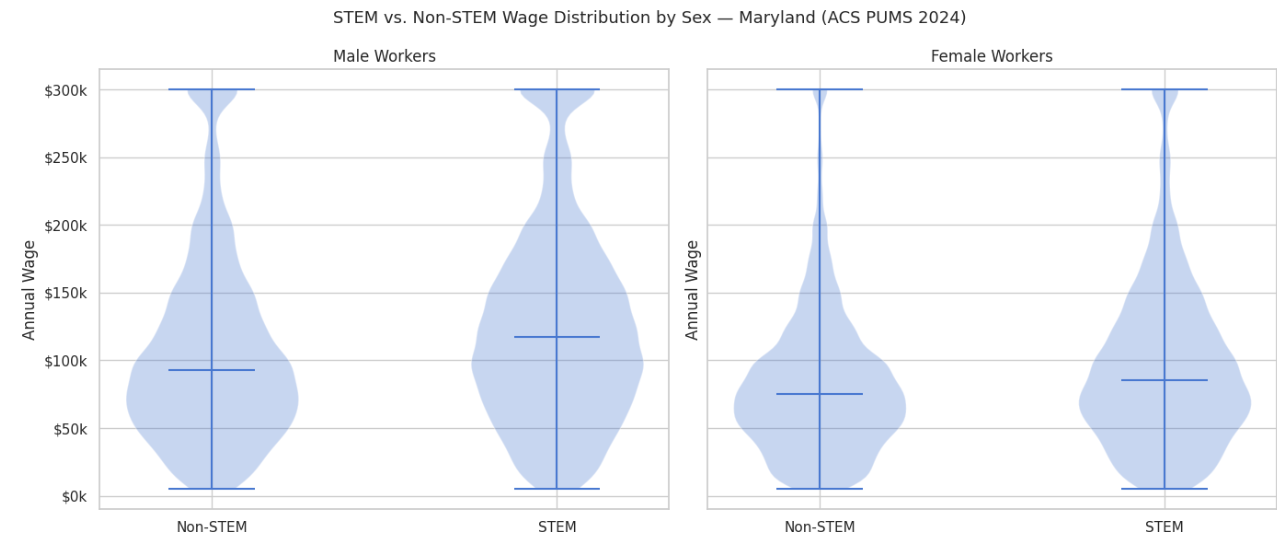 STEM vs. Non-STEM Wage Distribution by Sex — Maryland (ACS PUMS 2024)
Male Workers
Female Workers
Annual Wage
$300k
$250k
$200k
$150k
$100k
$50k
$0k
Non-STEM
STEM
Annual Wage
Non-STEM
STEM